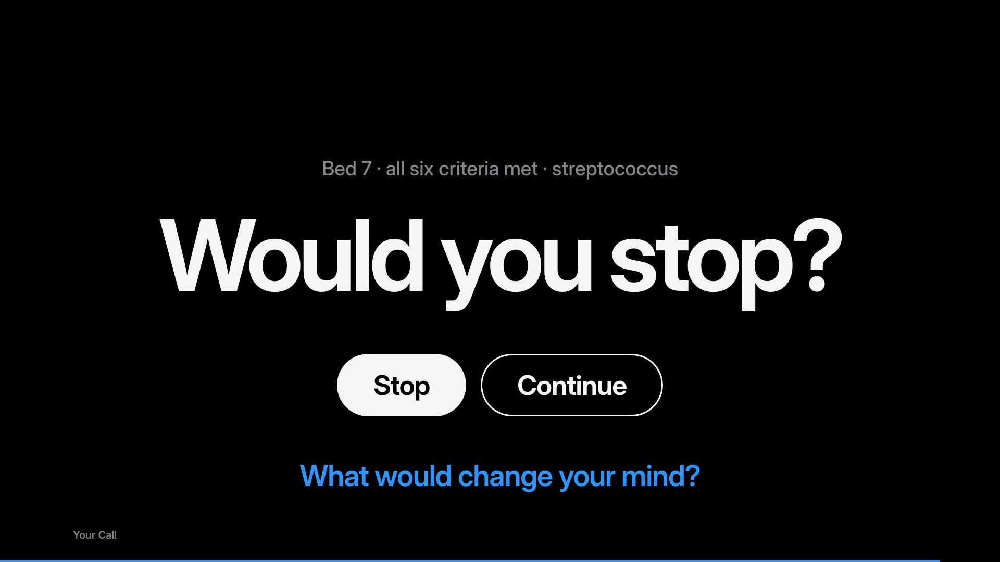 Bed 7 · all six criteria met · streptococcus
Would you stop?
Stop
Continue
What would change your mind?
Your Call